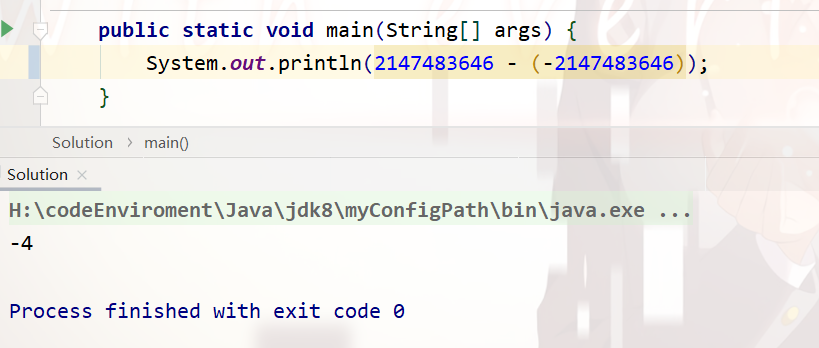 public static void main(String[] args) {
System.out.println(2147483646 - (-2147483646));
}
Solution > main()
Solution ×
H:\codeEnviroment\Java\jdk8\myConfigPath\bin\java.exe ...
-4
Process finished with exit code 0